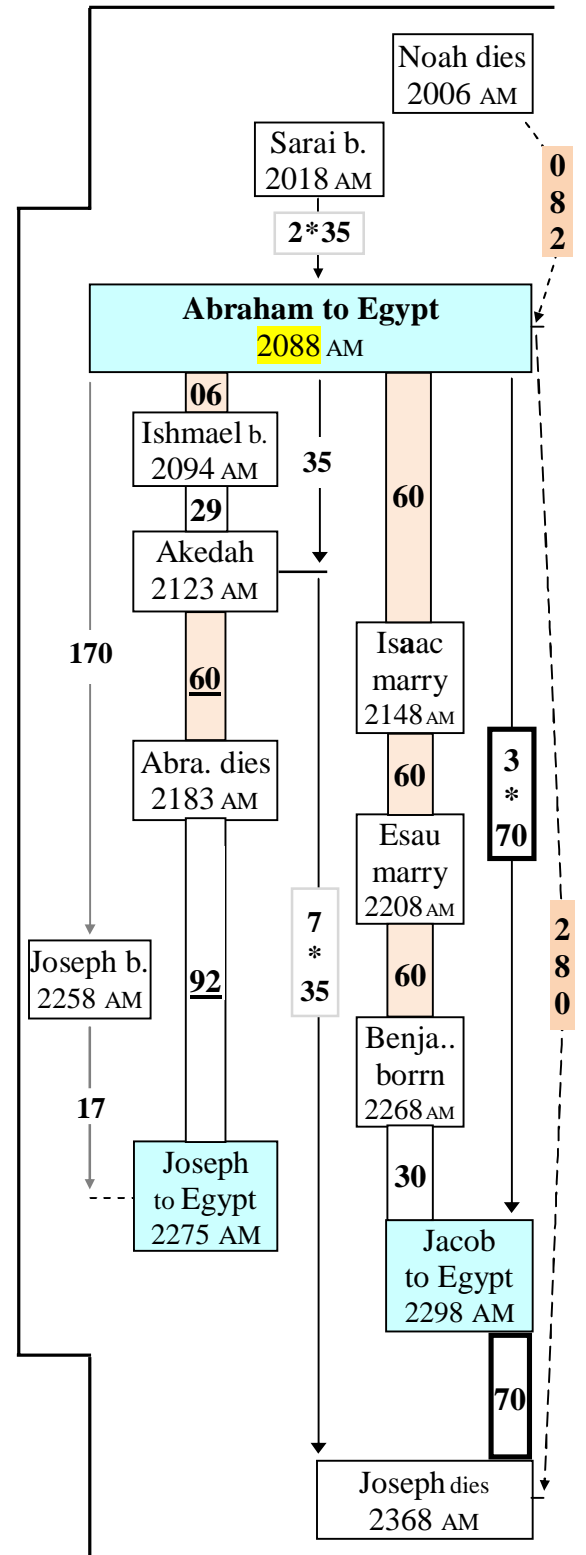 Noah dies
2006 AM
Sarai b.
2018 AM
0
8
2
2*35
Abraham to Egypt
2088 AM
06
Ishmael b.
2094 AM
35
29
60
Akedah
2123 AM
170
60
Isaac
marry
2148 AM
Abra. dies
2183 AM
60
3
*
70
Esau
marry
2208 AM
7
*
35
2
8
0
Joseph b.
2258 AM
92
60
Benja..
borrn
2268 AM
17
Joseph
to Egypt
2275 AM
30
Jacob
to Egypt
2298 AM
70
Joseph dies
2368 AM